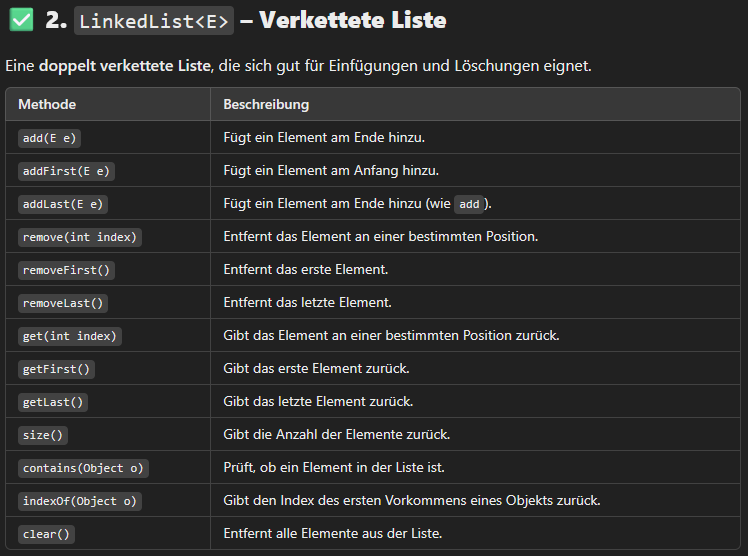 ✅ 2. LinkedList<E> – Verkettete Liste
Eine doppelt verkettete Liste, die sich gut für Einfügungen und Löschungen eignet.
Methode Beschreibung
add(E e) Fügt ein Element am Ende hinzu.
addFirst(E e) Fügt ein Element am Anfang hinzu.
addLast(E e) Fügt ein Element am Ende hinzu (wie add).
remove(int index) Entfernt das Element an einer bestimmten Position.
removeFirst() Entfernt das erste Element.
removeLast() Entfernt das letzte Element.
get(int index) Gibt das Element an einer bestimmten Position zurück.
getFirst() Gibt das erste Element zurück.
getLast() Gibt das letzte Element zurück.
size() Gibt die Anzahl der Elemente zurück.
contains(Object o) Prüft, ob ein Element in der Liste ist.
indexOf(Object o) Gibt den Index des ersten Vorkommens eines Objekts zurück.
clear() Entfernt alle Elemente aus der Liste.